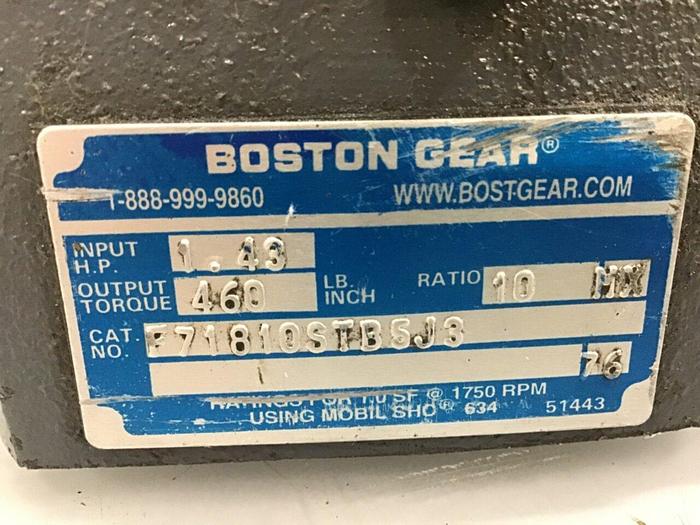 BOSTON GEAR®
1-888-999-9860 WWW.BOSTGEAR.COM
INPUT H.P. 1.43
OUTPUT TORQUE 460 LB. INCH RATIO 10 MX
CAT. NO. F71810STB5J3
76
RATINGS FOR 1.0 SF @ 1750 RPM
USING MOBIL SHC® 634 51443